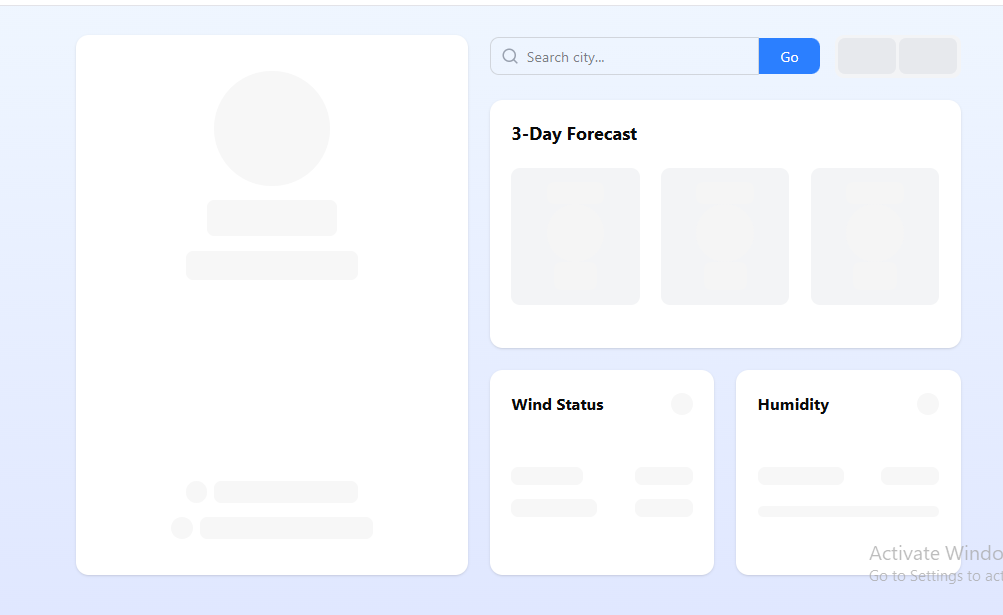 Search city...
Go
3-Day Forecast
Wind Status
Humidity
Activate Windo
Go to Settings to act